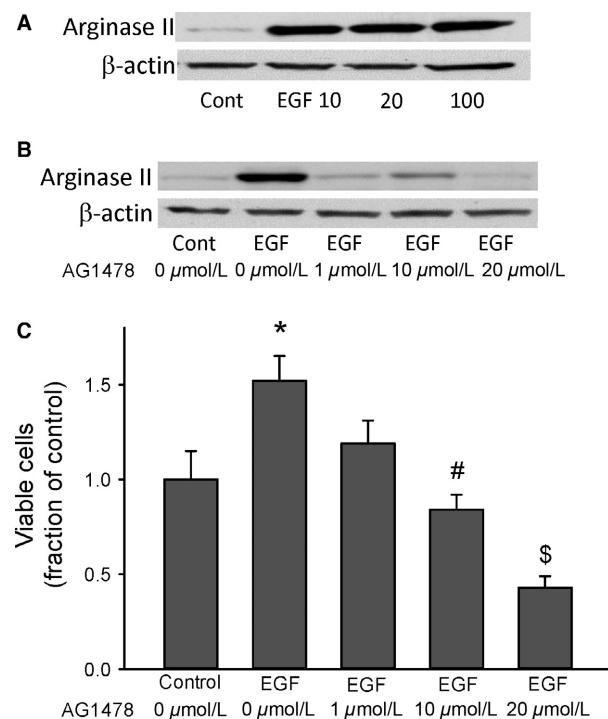 A
Arginase II
β-actin
Cont EGF 10 20 100
B
Arginase II
β-actin
Cont EGF EGF EGF EGF
AG1478 0 µmol/L 0 µmol/L 1 µmol/L 10 µmol/L 20 µmol/L
C
Viable cells
(fraction of control)
*
#
$
1.5
1.0
0.5
0.0
Control EGF EGF EGF EGF
AG1478 0 µmol/L 0 µmol/L 1 µmol/L 10 µmol/L 20 µmol/L